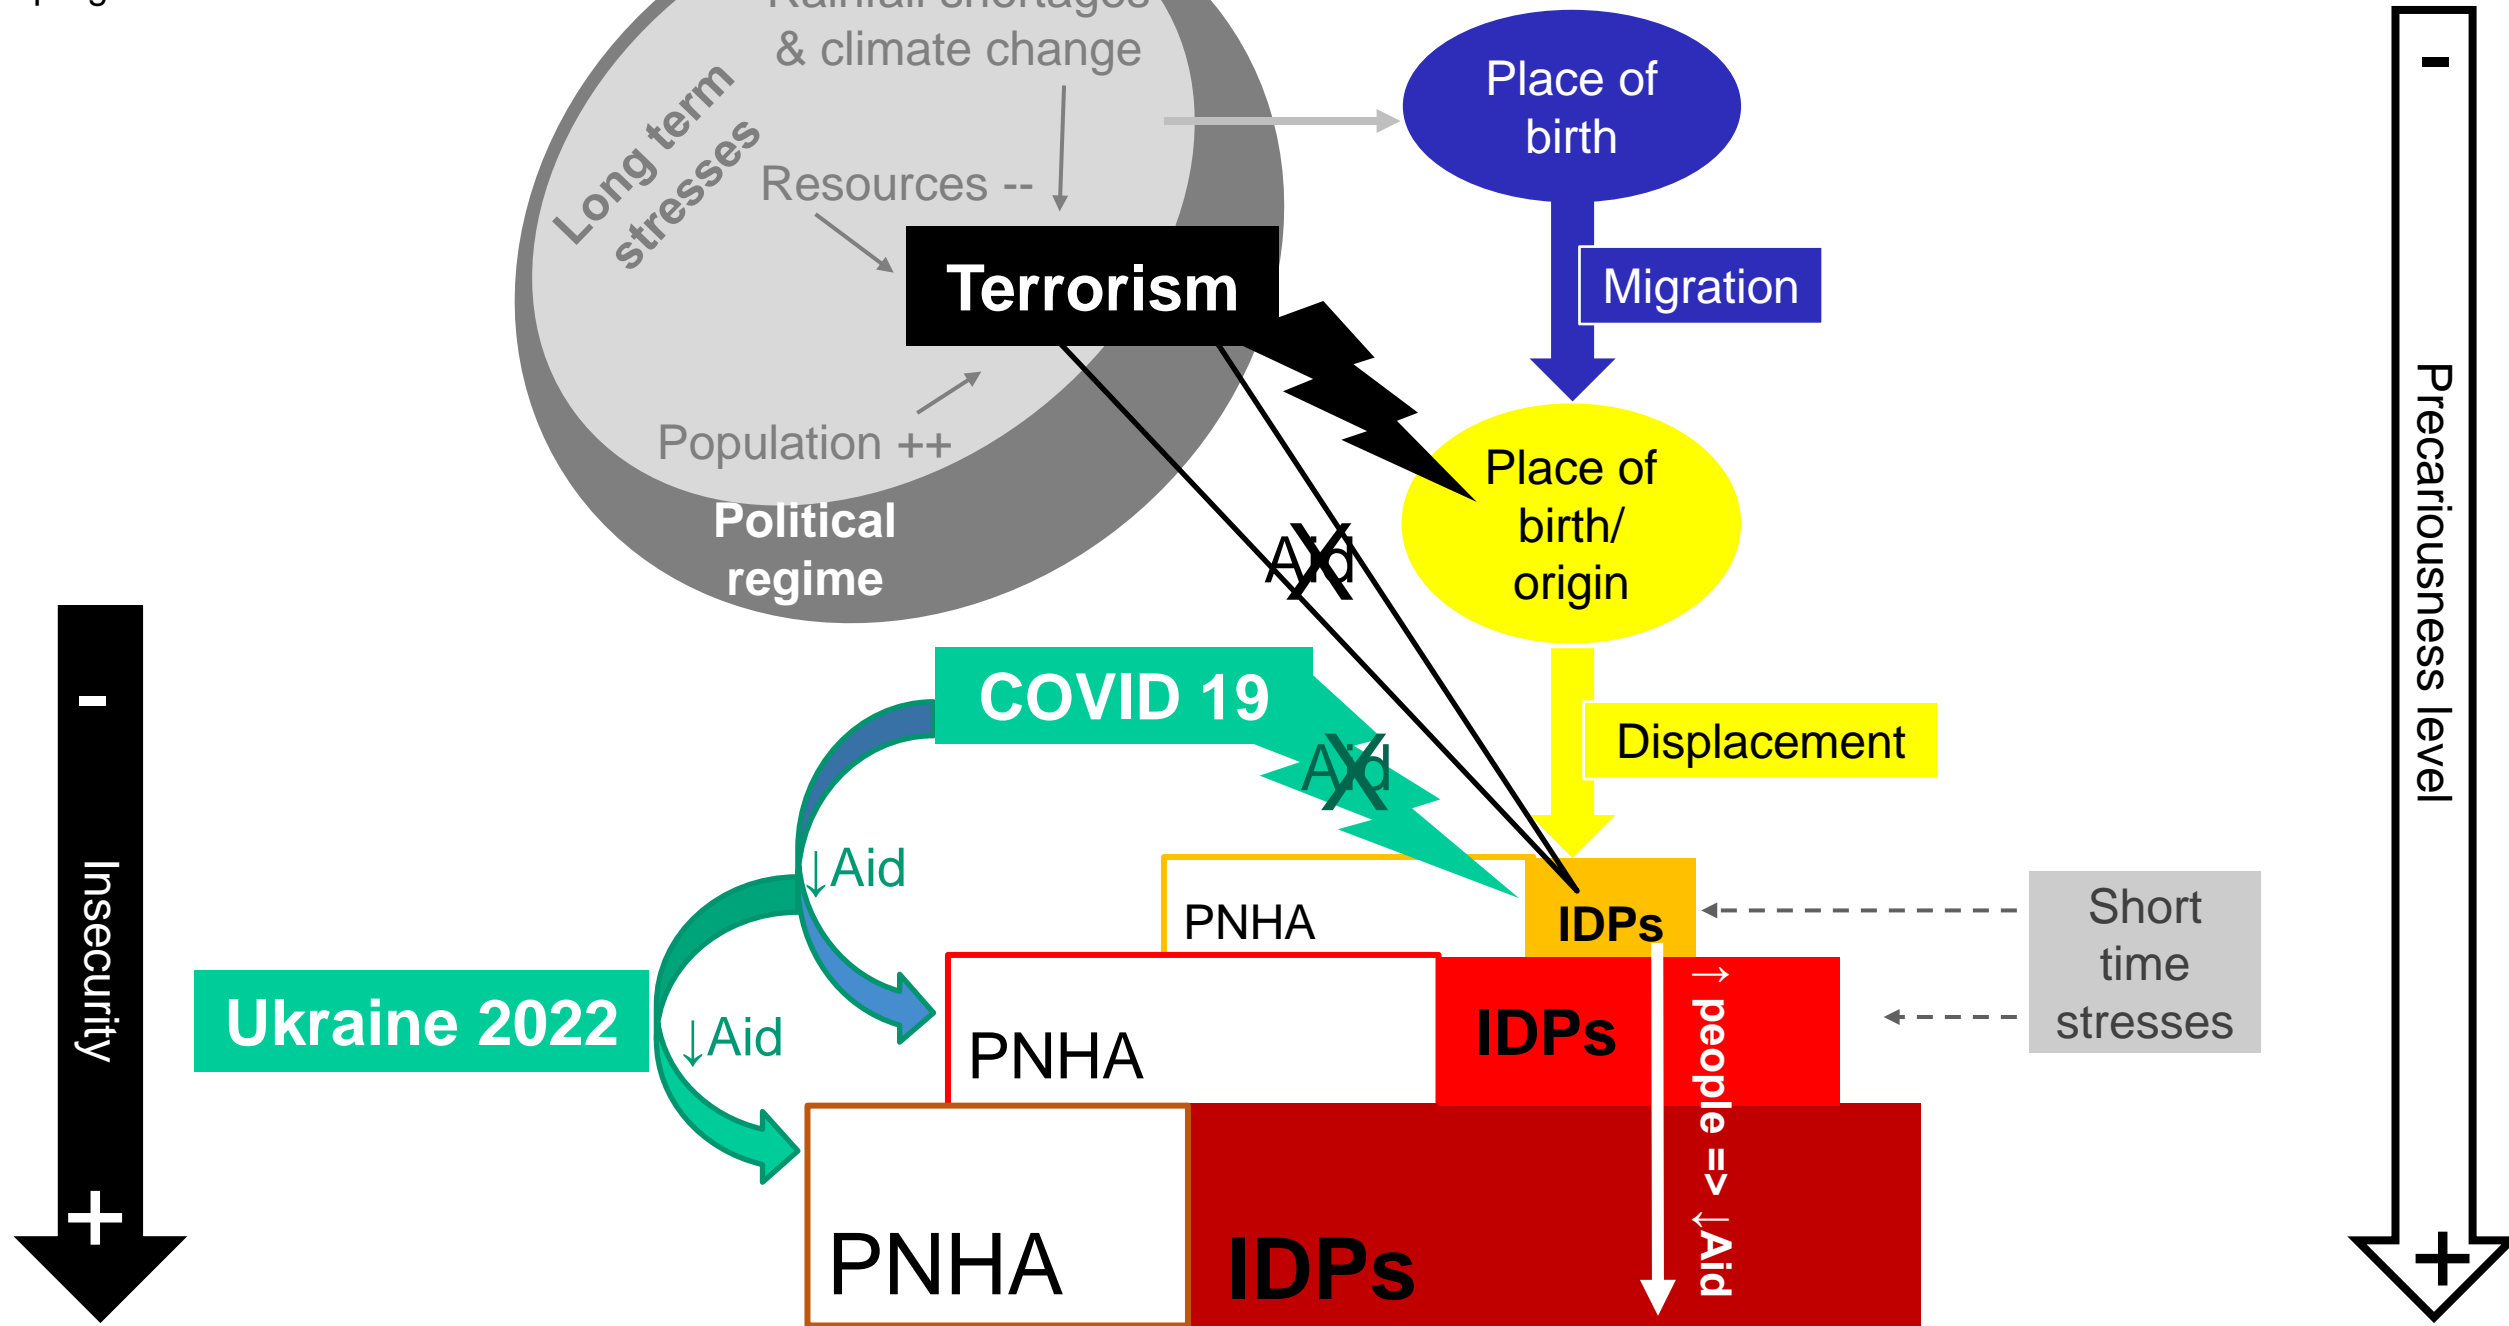 Rainfall shortages
& climate change
Long term
stresses
Resources --
Terrorism
Population ++
Political
regime
Place of
birth
Migration
Place of
birth/
origin
Displacement
-
Precariousness level
+
-
Insecurity
+
Aid
X
COVID 19
Aid
X
↓Aid
Ukraine 2022
↓Aid
PNHA
IDPs
PNHA
IDPs
PNHA
IDPs
↑ people => ↓Aid
Short
time
stresses